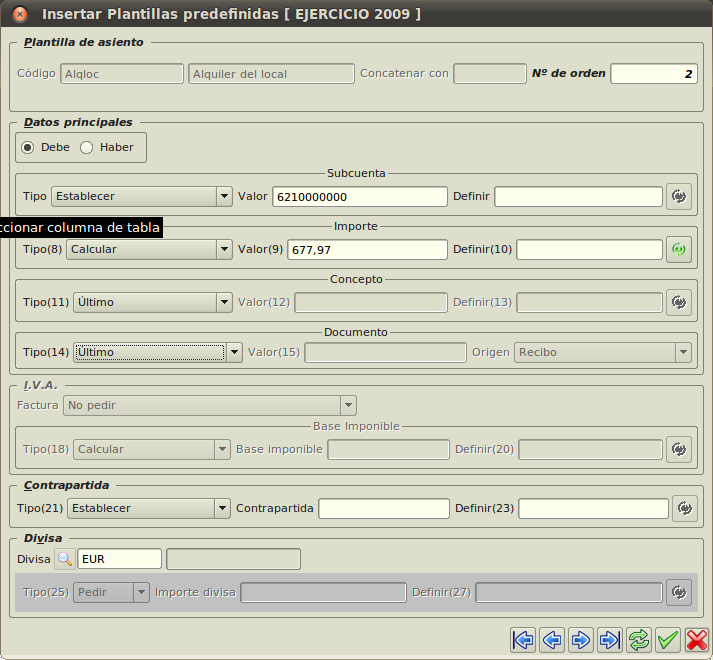 Insertar Plantillas predefinidas [ EJERCICIO 2009 ]
Plantilla de asiento
Código Alqloc Alquiler del local Concatenar con Nº de orden 2
Datos principales
Debe Haber
Subcuenta
Tipo Establecer Valor 6210000000 Definir
ccionar columna de tabla
Importe
Tipo(8) Calcular Valor(9) 677,97 Definir(10)
Concepto
Tipo(11) Último Valor(12) Definir(13)
Documento
Tipo(14) Último Valor(15) Origen Recibo
I.V.A.
Factura No pedir
Base Imponible
Tipo(18) Calcular Base imponible Definir(20)
Contrapartida
Tipo(21) Establecer Contrapartida Definir(23)
Divisa
Divisa EUR
Tipo(25) Pedir Importe divisa Definir(27)